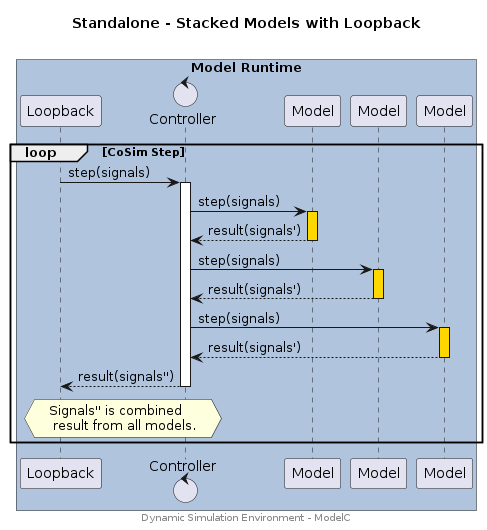 Standalone - Stacked Models with Loopback
Model Runtime
Loopback
Controller
Model
Model
Model
loop
[CoSim Step]
step(signals)
step(signals)
result(signals')
step(signals)
result(signals')
step(signals)
result(signals')
result(signals'')
Signals'' is combined
result from all models.
Loopback
Controller
Model
Model
Model
Dynamic Simulation Environment - ModelC